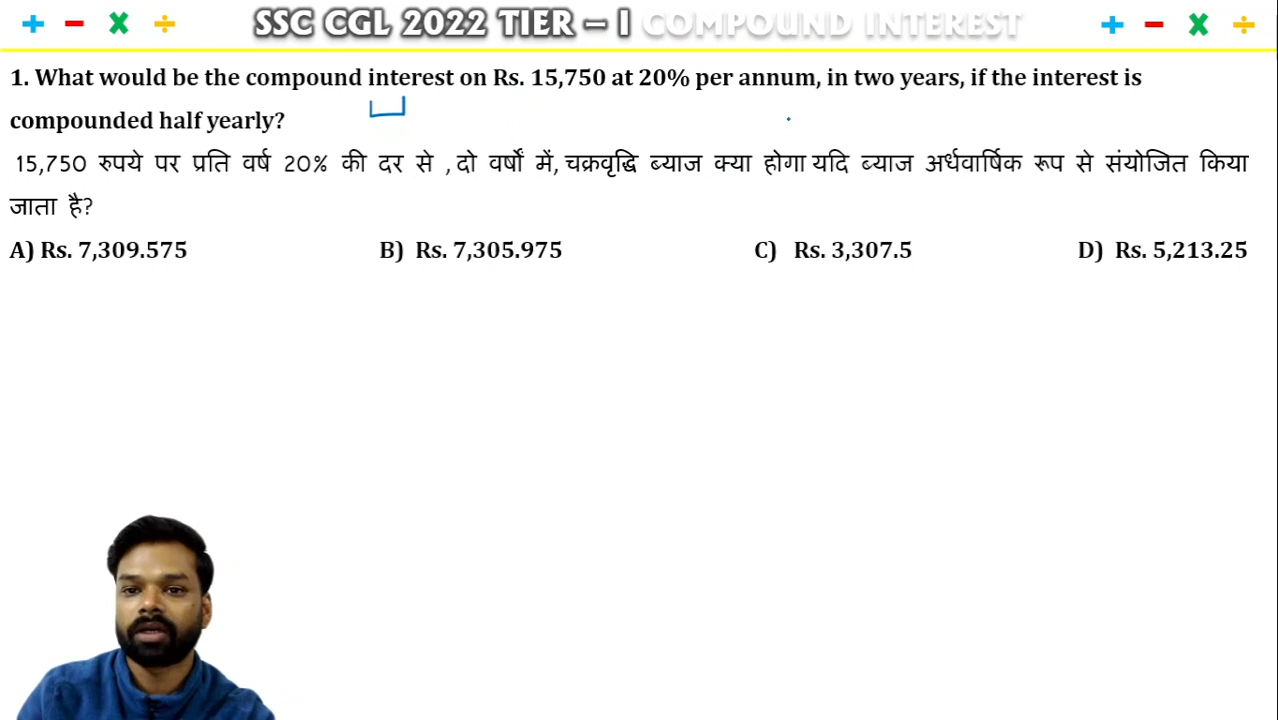 + − × ÷ SSC CGL 2022 TIER – I COMPOUND INTEREST + − × ÷
1. What would be the compound interest on Rs. 15,750 at 20% per annum, in two years, if the interest is
compounded half yearly?
15,750 रुपये पर प्रति वर्ष 20% की दर से , दो वर्षों में, चक्रवृद्धि ब्याज क्या होगा यदि ब्याज अर्धवार्षिक रूप से संयोजित किया
जाता है?
A) Rs. 7,309.575 B) Rs. 7,305.975 C) Rs. 3,307.5 D) Rs. 5,213.25